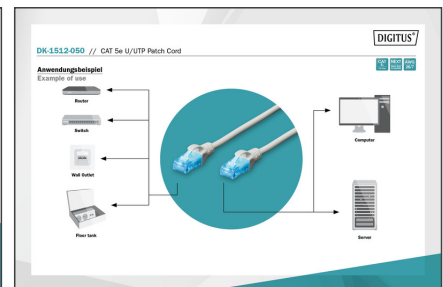 DIGITUS®
DK-1512-050 // CAT 5e U/UTP Patch Cord
Anwendungsbeispiel
Example of use
Router
Switch
Wall Outlet
Floor tank
Computer
Server